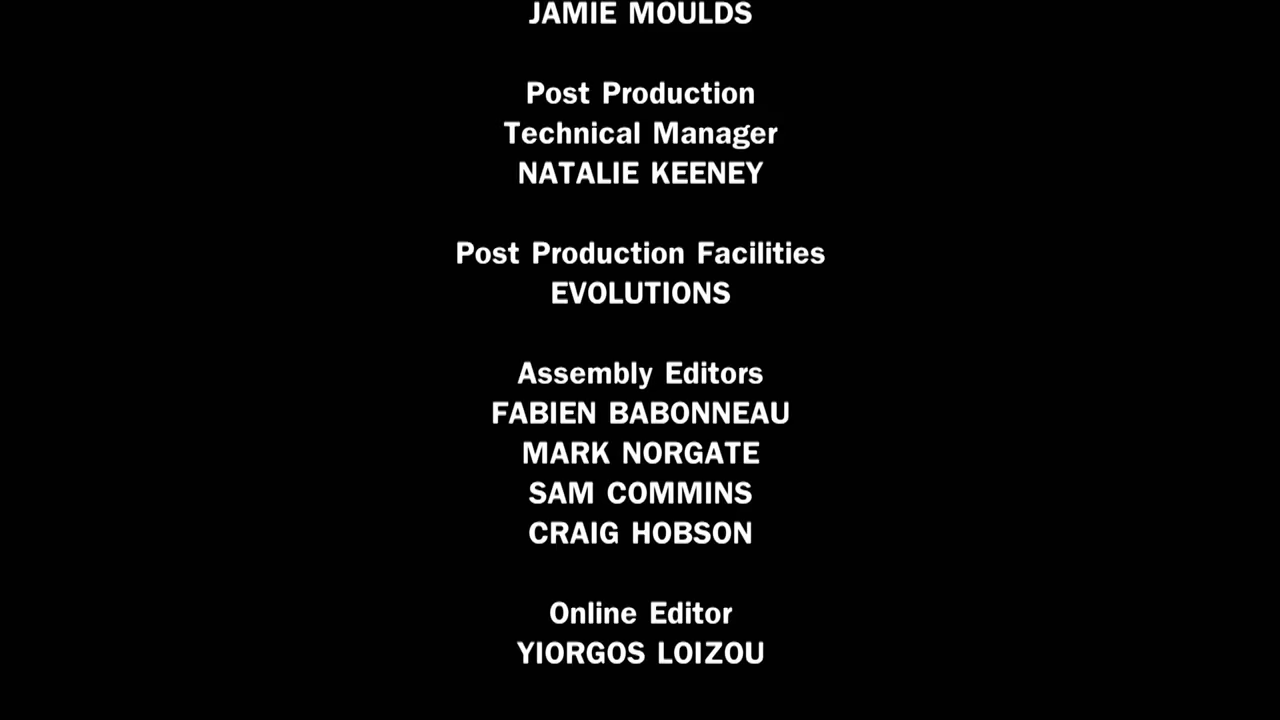 JAMIE MOULDS
Post Production
Technical Manager
NATALIE KEENEY
Post Production Facilities
EVOLUTIONS
Assembly Editors
FABIEN BABONNEAU
MARK NORGATE
SAM COMMINS
CRAIG HOBSON
Online Editor
YIORGOS LOIZOU